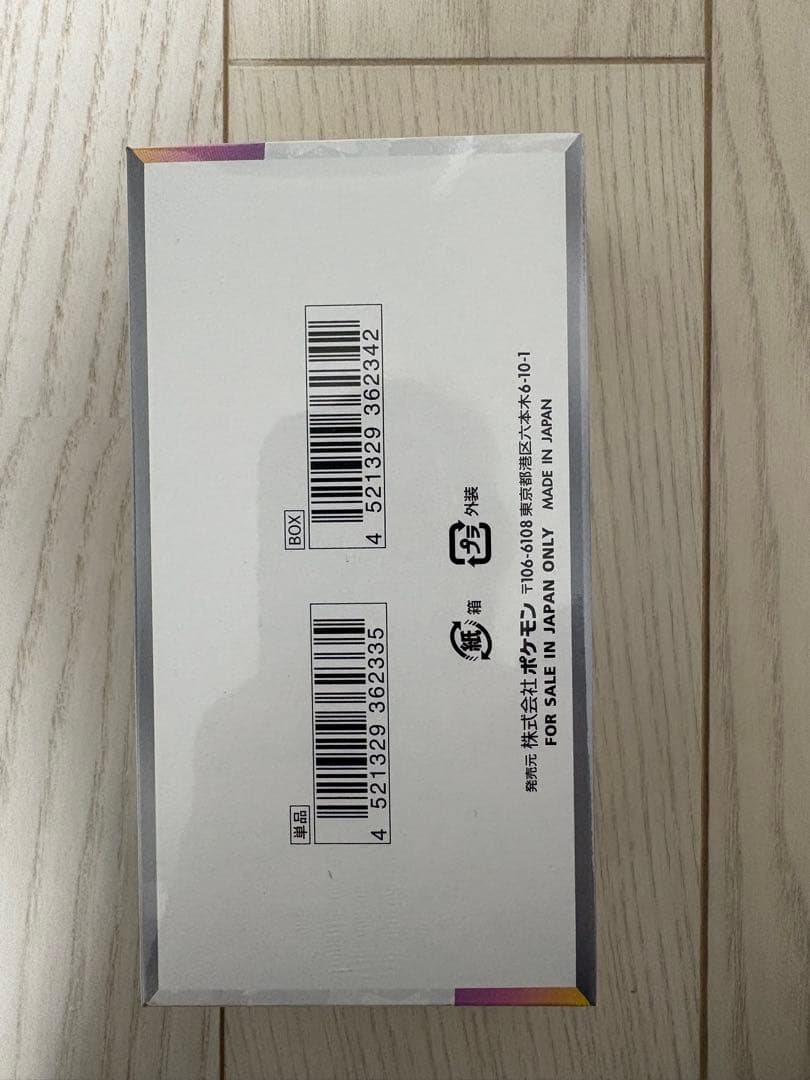 BOX
4 521329 362342
単品
4 521329 362335
紙 箱
プラ 外装
発売元 株式会社 ポケモン 〒106-6108 東京都港区六本木6-10-1
FOR SALE IN JAPAN ONLY MADE IN JAPAN